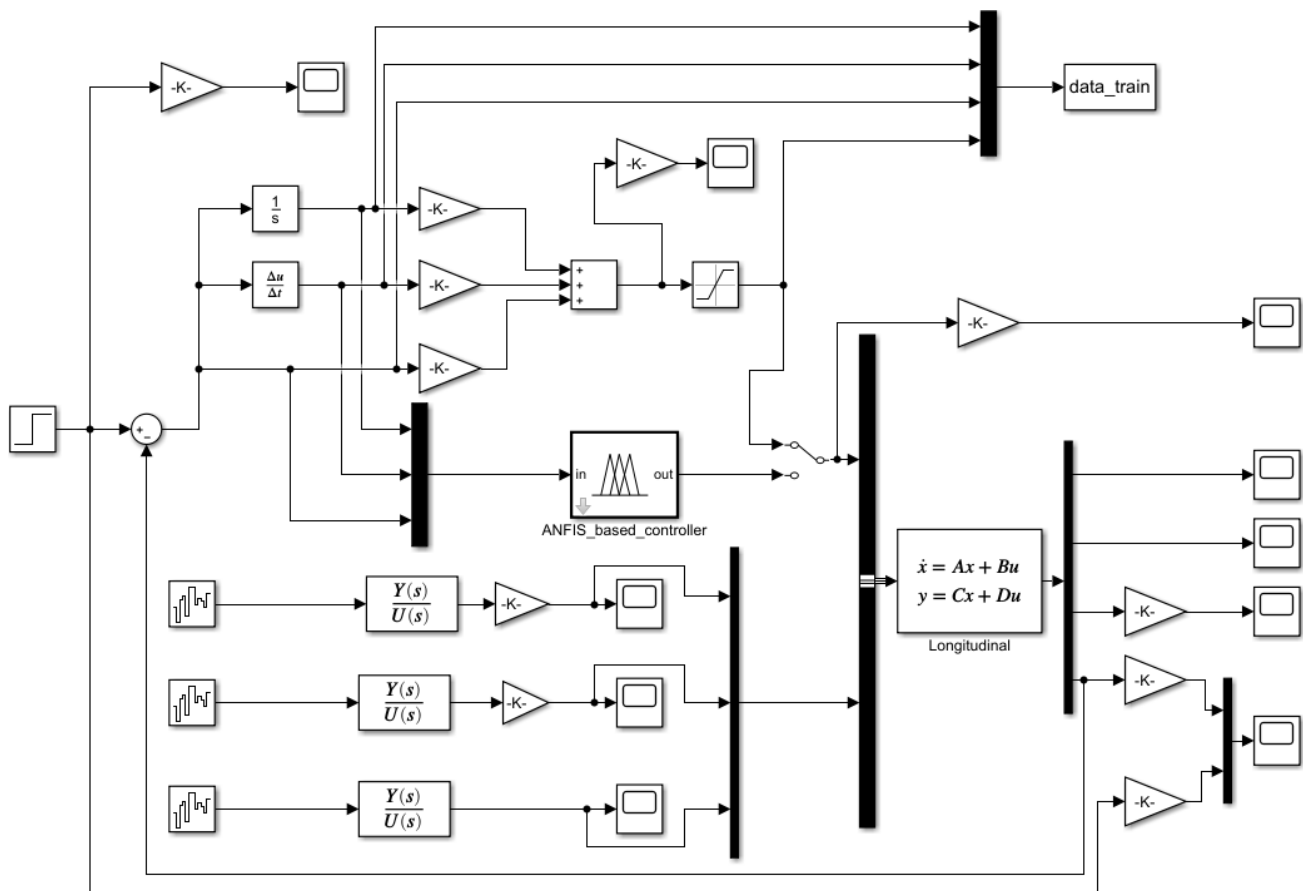 -K-
data_train
-K-
1
s
-K-
Δu
Δt
-K-
+
+
+
-K-
-K-
+
−
in
out
ANFIS_based_controller
Y(s)
U(s)
-K-
ẋ = Ax + Bu
y = Cx + Du
Longitudinal
-K-
-K-
Y(s)
U(s)
-K-
-K-
Y(s)
U(s)